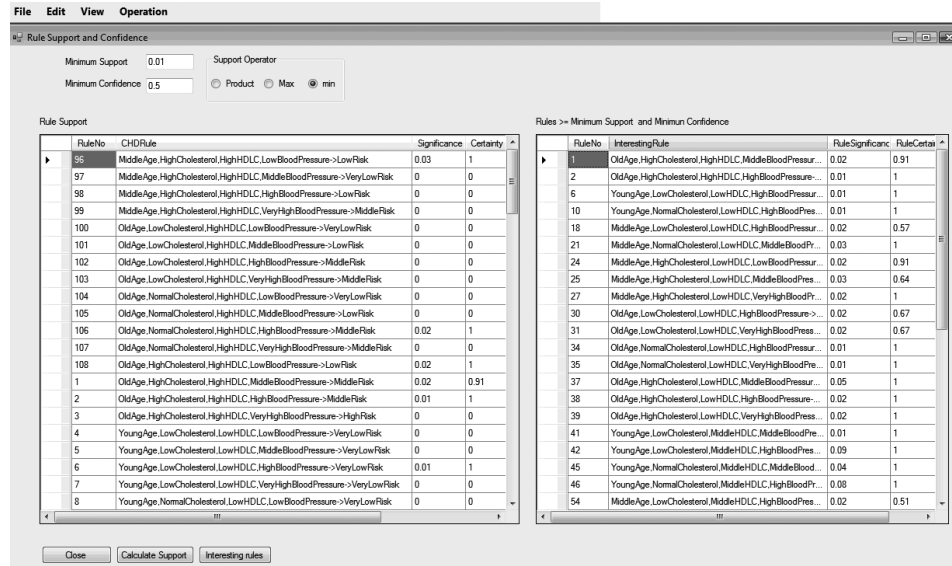 File Edit View Operation
Rule Support and Confidence
Minimum Support 0.01
Support Operator
Minimum Confidence 0.5
Product Max min
Rule Support
RuleNo CHDRule Significance Certainty
96 MiddleAge,HighCholesterol,HighHDLC,LowBloodPressure->LowRisk 0.03 1
97 MiddleAge,HighCholesterol,HighHDLC,MiddleBloodPressure->VeryLowRisk 0 0
98 MiddleAge,HighCholesterol,HighHDLC,HighBloodPressure->LowRisk 0 0
99 MiddleAge,HighCholesterol,HighHDLC,VeryHighBloodPressure->MiddleRisk 0 0
100 OldAge,LowCholesterol,HighHDLC,LowBloodPressure->VeryLowRisk 0 0
101 OldAge,LowCholesterol,HighHDLC,MiddleBloodPressure->LowRisk 0 0
102 OldAge,LowCholesterol,HighHDLC,HighBloodPressure->MiddleRisk 0 0
103 OldAge,LowCholesterol,HighHDLC,VeryHighBloodPressure->MiddleRisk 0 0
104 OldAge,NormalCholesterol,HighHDLC,LowBloodPressure->VeryLowRisk 0 0
105 OldAge,NormalCholesterol,HighHDLC,MiddleBloodPressure->LowRisk 0 0
106 OldAge,NormalCholesterol,HighHDLC,HighBloodPressure->MiddleRisk 0.02 1
107 OldAge,NormalCholesterol,HighHDLC,VeryHighBloodPressure->MiddleRisk 0 0
108 OldAge,HighCholesterol,HighHDLC,LowBloodPressure->LowRisk 0.02 1
1 OldAge,HighCholesterol,HighHDLC,MiddleBloodPressure->MiddleRisk 0.02 0.91
2 OldAge,HighCholesterol,HighHDLC,HighBloodPressure->MiddleRisk 0.01 1
3 OldAge,HighCholesterol,HighHDLC,VeryHighBloodPressure->HighRisk 0 0
4 YoungAge,LowCholesterol,LowHDLC,LowBloodPressure->VeryLowRisk 0 0
5 YoungAge,LowCholesterol,LowHDLC,MiddleBloodPressure->VeryLowRisk 0 0
6 YoungAge,LowCholesterol,LowHDLC,HighBloodPressure->VeryLowRisk 0.01 1
7 YoungAge,LowCholesterol,LowHDLC,VeryHighBloodPressure->VeryLowRisk 0 0
8 YoungAge,NormalCholesterol,LowHDLC,LowBloodPressure->VeryLowRisk 0 0
Rules >= Minimum Support and Minimun Confidence
RuleNo InterestingRule RuleSignificanc RuleCertai
1 OldAge,HighCholesterol,HighHDLC,MiddleBloodPressur... 0.02 0.91
2 OldAge,HighCholesterol,HighHDLC,HighBloodPressure-... 0.01 1
6 YoungAge,LowCholesterol,LowHDLC,HighBloodPressur... 0.01 1
10 YoungAge,NormalCholesterol,LowHDLC,HighBloodPres... 0.01 1
18 MiddleAge,LowCholesterol,LowHDLC,HighBloodPressur... 0.02 0.57
21 MiddleAge,NormalCholesterol,LowHDLC,MiddleBloodPr... 0.03 1
24 MiddleAge,HighCholesterol,LowHDLC,LowBloodPressur... 0.02 0.91
25 MiddleAge,HighCholesterol,LowHDLC,MiddleBloodPres... 0.03 0.64
27 MiddleAge,HighCholesterol,LowHDLC,VeryHighBloodPr... 0.02 1
30 OldAge,LowCholesterol,LowHDLC,HighBloodPressure->... 0.02 0.67
31 OldAge,LowCholesterol,LowHDLC,VeryHighBloodPress... 0.02 0.67
34 OldAge,NormalCholesterol,LowHDLC,HighBloodPressur... 0.01 1
35 OldAge,NormalCholesterol,LowHDLC,VeryHighBloodPre... 0.01 1
37 OldAge,HighCholesterol,LowHDLC,MiddleBloodPressur... 0.05 1
38 OldAge,HighCholesterol,LowHDLC,HighBloodPressure-... 0.02 1
39 OldAge,HighCholesterol,LowHDLC,VeryHighBloodPress... 0.02 1
41 YoungAge,LowCholesterol,MiddleHDLC,MiddleBloodPre... 0.01 1
42 YoungAge,LowCholesterol,MiddleHDLC,HighBloodPres... 0.09 1
45 YoungAge,NormalCholesterol,MiddleHDLC,MiddleBlood... 0.04 1
46 YoungAge,NormalCholesterol,MiddleHDLC,HighBloodPr... 0.08 1
54 MiddleAge,LowCholesterol,MiddleHDLC,HighBloodPres... 0.02 0.51
Close Calculate Support Interesting rules